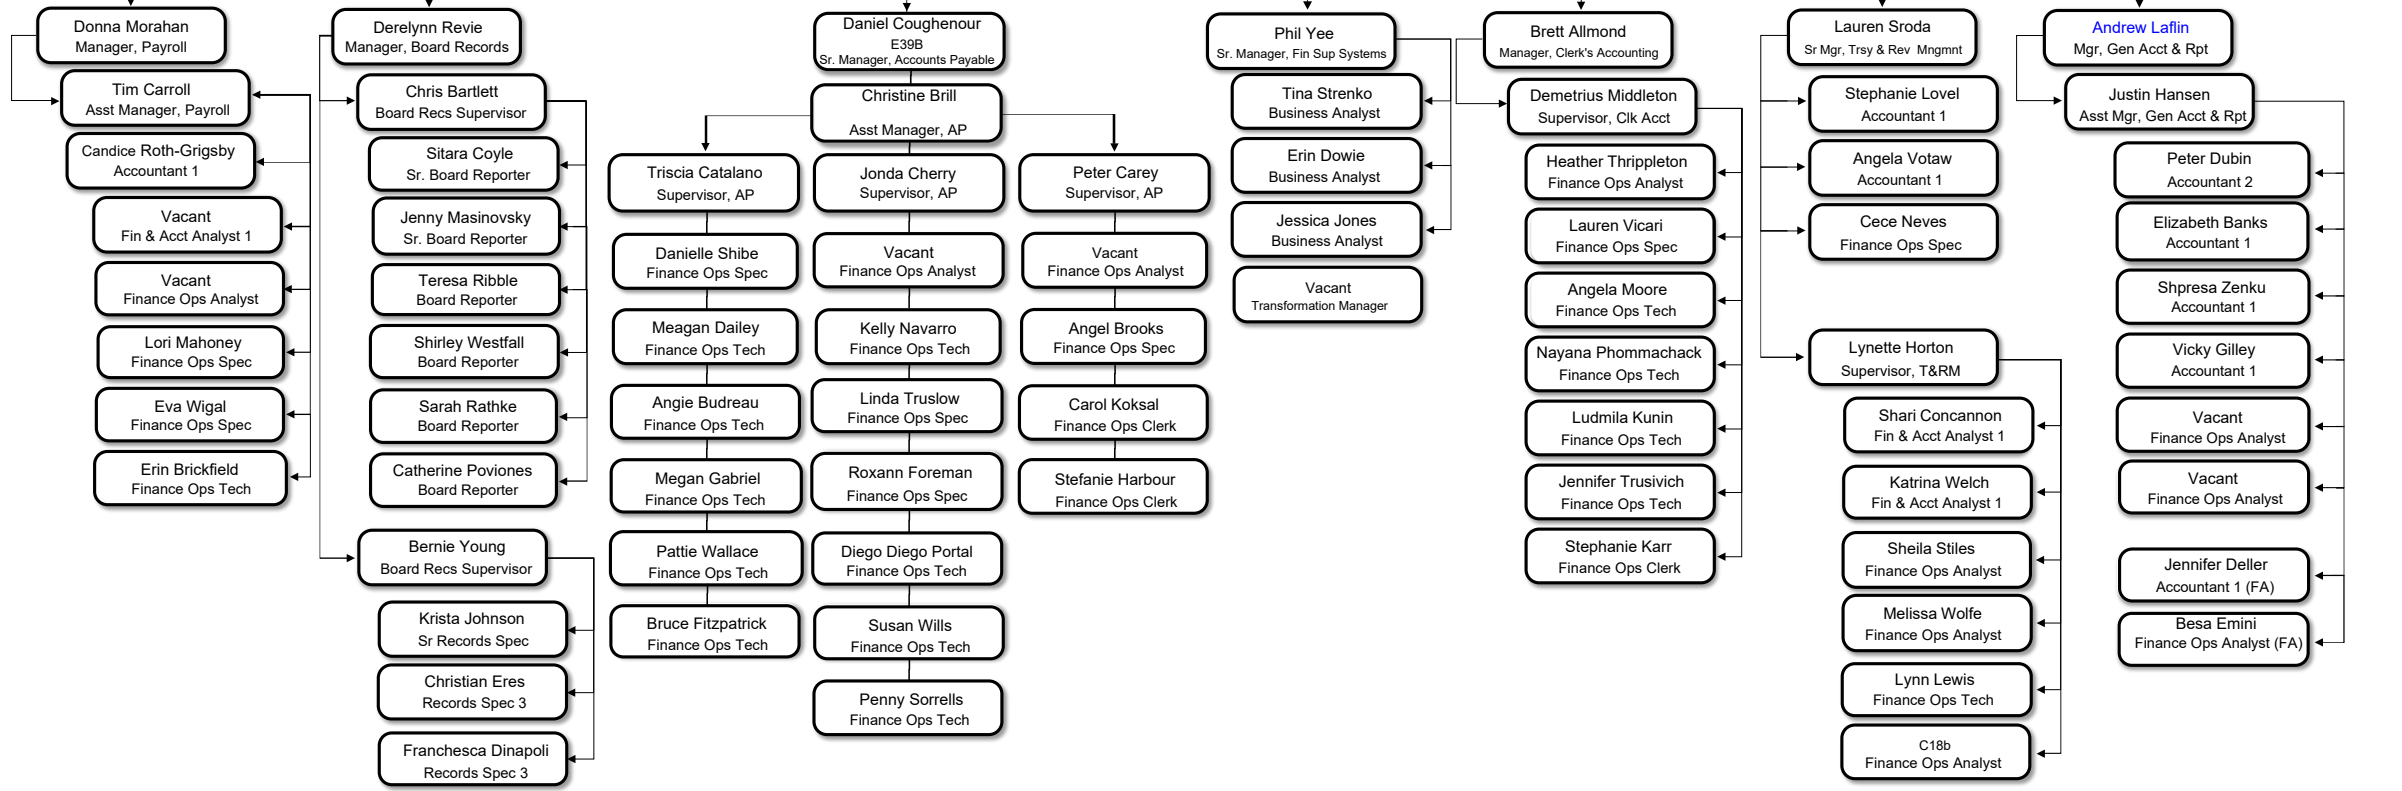 Donna Morahan
Manager, Payroll
Tim Carroll
Asst Manager, Payroll
Candice Roth-Grigsby
Accountant 1
Vacant
Fin & Acct Analyst 1
Vacant
Finance Ops Analyst
Lori Mahoney
Finance Ops Spec
Eva Wigal
Finance Ops Spec
Erin Brickfield
Finance Ops Tech
Derelynn Revie
Manager, Board Records
Chris Bartlett
Board Recs Supervisor
Sitara Coyle
Sr. Board Reporter
Jenny Masinovsky
Sr. Board Reporter
Teresa Ribble
Board Reporter
Shirley Westfall
Board Reporter
Sarah Rathke
Board Reporter
Catherine Poviones
Board Reporter
Bernie Young
Board Recs Supervisor
Krista Johnson
Sr Records Spec
Christian Eres
Records Spec 3
Franchesca Dinapoli
Records Spec 3
Daniel Coughenour
E39B
Sr. Manager, Accounts Payable
Christine Brill
Asst Manager, AP
Triscia Catalano
Supervisor, AP
Danielle Shibe
Finance Ops Spec
Meagan Dailey
Finance Ops Tech
Angie Budreau
Finance Ops Tech
Megan Gabriel
Finance Ops Tech
Pattie Wallace
Finance Ops Tech
Bruce Fitzpatrick
Finance Ops Tech
Jonda Cherry
Supervisor, AP
Vacant
Finance Ops Analyst
Kelly Navarro
Finance Ops Tech
Linda Truslow
Finance Ops Spec
Roxann Foreman
Finance Ops Spec
Diego Diego Portal
Finance Ops Tech
Susan Wills
Finance Ops Tech
Penny Sorrells
Finance Ops Tech
Peter Carey
Supervisor, AP
Vacant
Finance Ops Analyst
Angel Brooks
Finance Ops Spec
Carol Koksal
Finance Ops Clerk
Stefanie Harbour
Finance Ops Clerk
Phil Yee
Sr. Manager, Fin Sup Systems
Tina Strenko
Business Analyst
Erin Dowie
Business Analyst
Jessica Jones
Business Analyst
Vacant
Transformation Manager
Brett Allmond
Manager, Clerk's Accounting
Demetrius Middleton
Supervisor, Clk Acct
Heather Thrippleton
Finance Ops Analyst
Lauren Vicari
Finance Ops Spec
Angela Moore
Finance Ops Tech
Nayana Phommachack
Finance Ops Tech
Ludmila Kunin
Finance Ops Tech
Jennifer Trusivich
Finance Ops Tech
Stephanie Karr
Finance Ops Clerk
Lauren Sroda
Sr Mgr, Trsy & Rev Mngmnt
Stephanie Lovel
Accountant 1
Angela Votaw
Accountant 1
Cece Neves
Finance Ops Spec
Lynette Horton
Supervisor, T&RM
Shari Concannon
Fin & Acct Analyst 1
Katrina Welch
Fin & Acct Analyst 1
Sheila Stiles
Finance Ops Analyst
Melissa Wolfe
Finance Ops Analyst
Lynn Lewis
Finance Ops Tech
C18b
Finance Ops Analyst
Andrew Laflin
Mgr, Gen Acct & Rpt
Justin Hansen
Asst Mgr, Gen Acct & Rpt
Peter Dubin
Accountant 2
Elizabeth Banks
Accountant 1
Shpresa Zenku
Accountant 1
Vicky Gilley
Accountant 1
Vacant
Finance Ops Analyst
Vacant
Finance Ops Analyst
Jennifer Deller
Accountant 1 (FA)
Besa Emini
Finance Ops Analyst (FA)